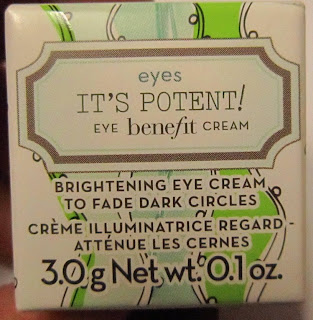 eyes
IT'S POTENT!
EYE benefit CREAM
BRIGHTENING EYE CREAM
TO FADE DARK CIRCLES
CRÈME ILLUMINATRICE REGARD -
ATTÉNUE LES CERNES
3.0 g Net wt. 0.1 oz.